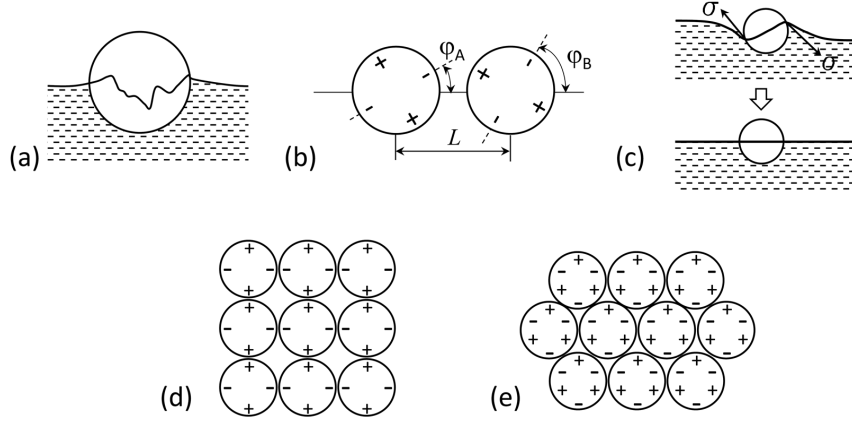 σ
σ
φA
φB
L
(a)
(b)
(c)
+ - - +
+ - - +
+ + +
- - - - - -
+ + +
+ + +
- - - - - -
+ + +
+ + +
- - - - - -
+ + +
(d)
+ + +
- - - - - -
+ + + + + +
- - -
+ + + +
- - - - - - - -
+ + + + + + + +
- - - -
+ + +
- - - - - -
+ + + + + +
- - -
(e)